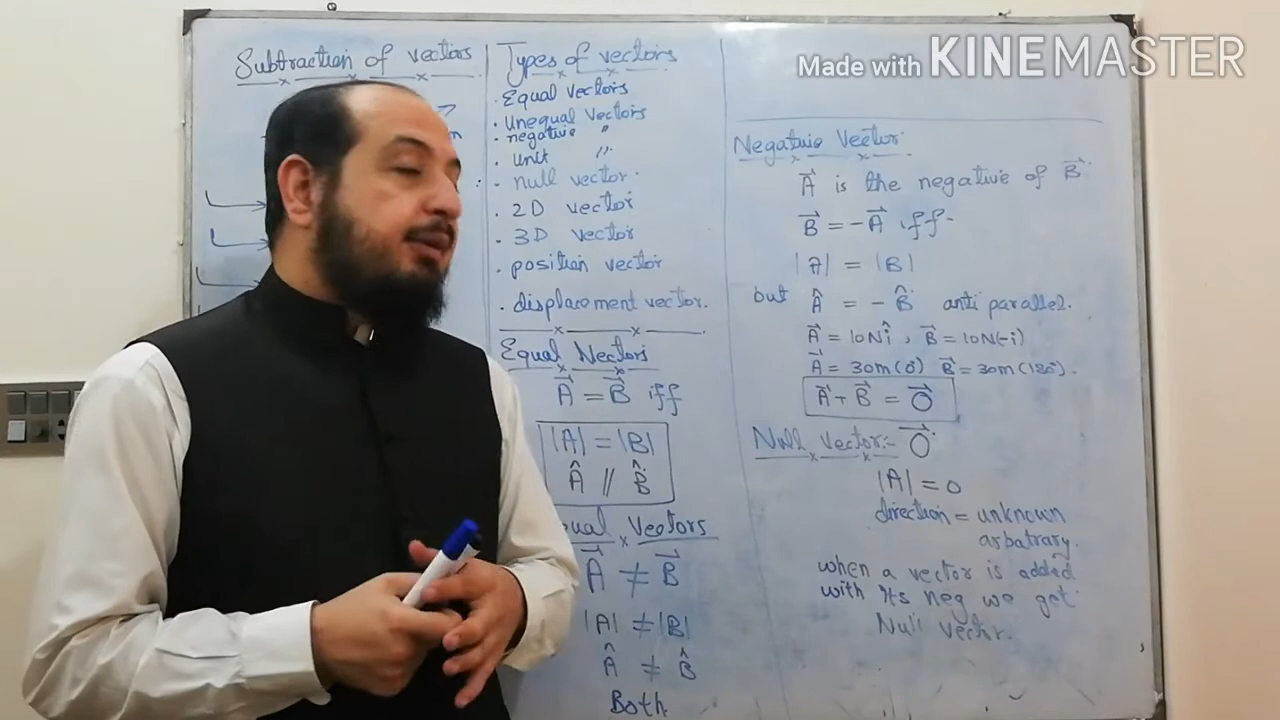 Made with KINEMASTER
Subtraction of vectors
Types of vectors
. Equal vectors
. Unequal Vectors
. negative "
. Unit "
. null vector.
. 2D vector
. 3D vector
. position vector
. displacement vector.
Equal Vectors
A⃗ = B⃗ iff
|A| = |B|
Â // B̂
ual Vectors
A⃗ ≠ B⃗
|A| ≠ |B|
Â ≠ B̂
Both
Negative Vector:
A⃗ is the negative of B⃗.
B⃗ = -A⃗ iff-
|A| = |B|
but Â = - B̂ anti parallel.
A⃗ = 10N î , B⃗ = 10N(-i)
A⃗ = 30m(0°) B⃗ = 30m(180°).
A⃗ + B⃗ = O⃗
Null Vector:- O⃗
|A| = 0
direction = unknown
arbatrary.
when a vector is added
with its neg we get
Null vector.